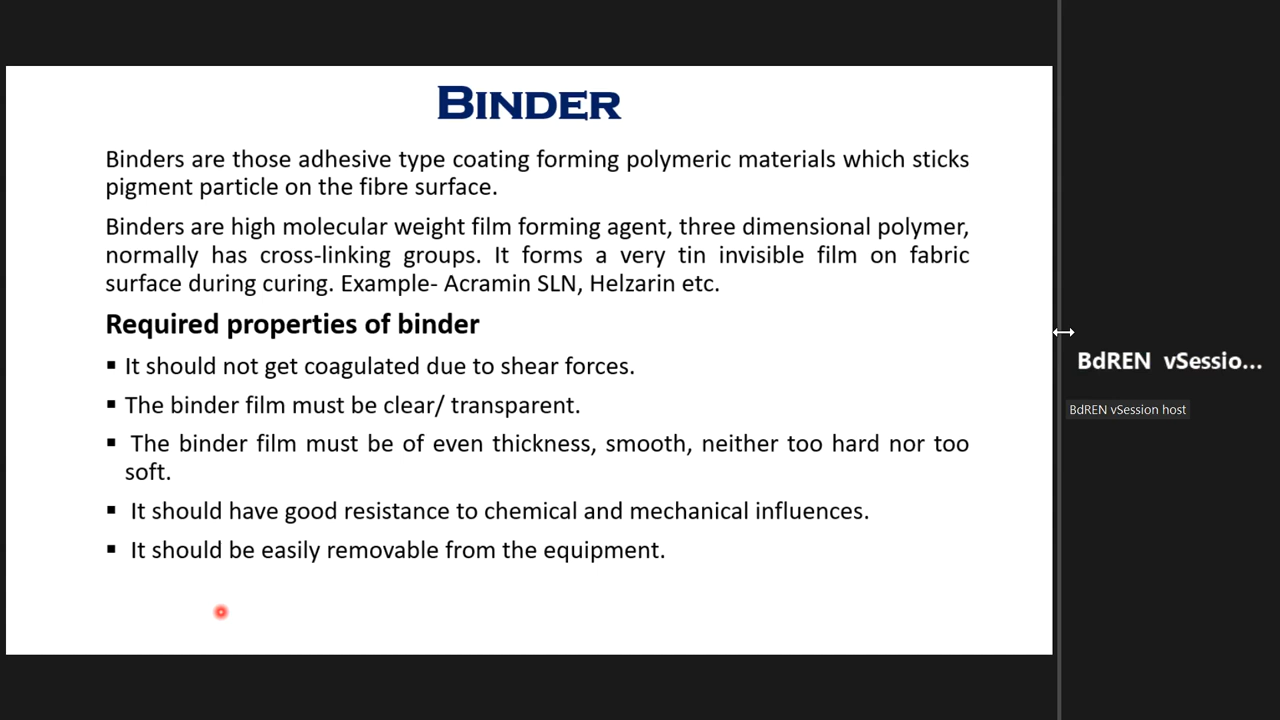 BINDER
Binders are those adhesive type coating forming polymeric materials which sticks
pigment particle on the fibre surface.
Binders are high molecular weight film forming agent, three dimensional polymer,
normally has cross-linking groups. It forms a very tin invisible film on fabric
surface during curing. Example- Acramin SLN, Helzarin etc.
Required properties of binder
▪ It should not get coagulated due to shear forces.
▪ The binder film must be clear/ transparent.
▪ The binder film must be of even thickness, smooth, neither too hard nor too
soft.
▪ It should have good resistance to chemical and mechanical influences.
▪ It should be easily removable from the equipment.
BdREN vSessio...
BdREN vSession host